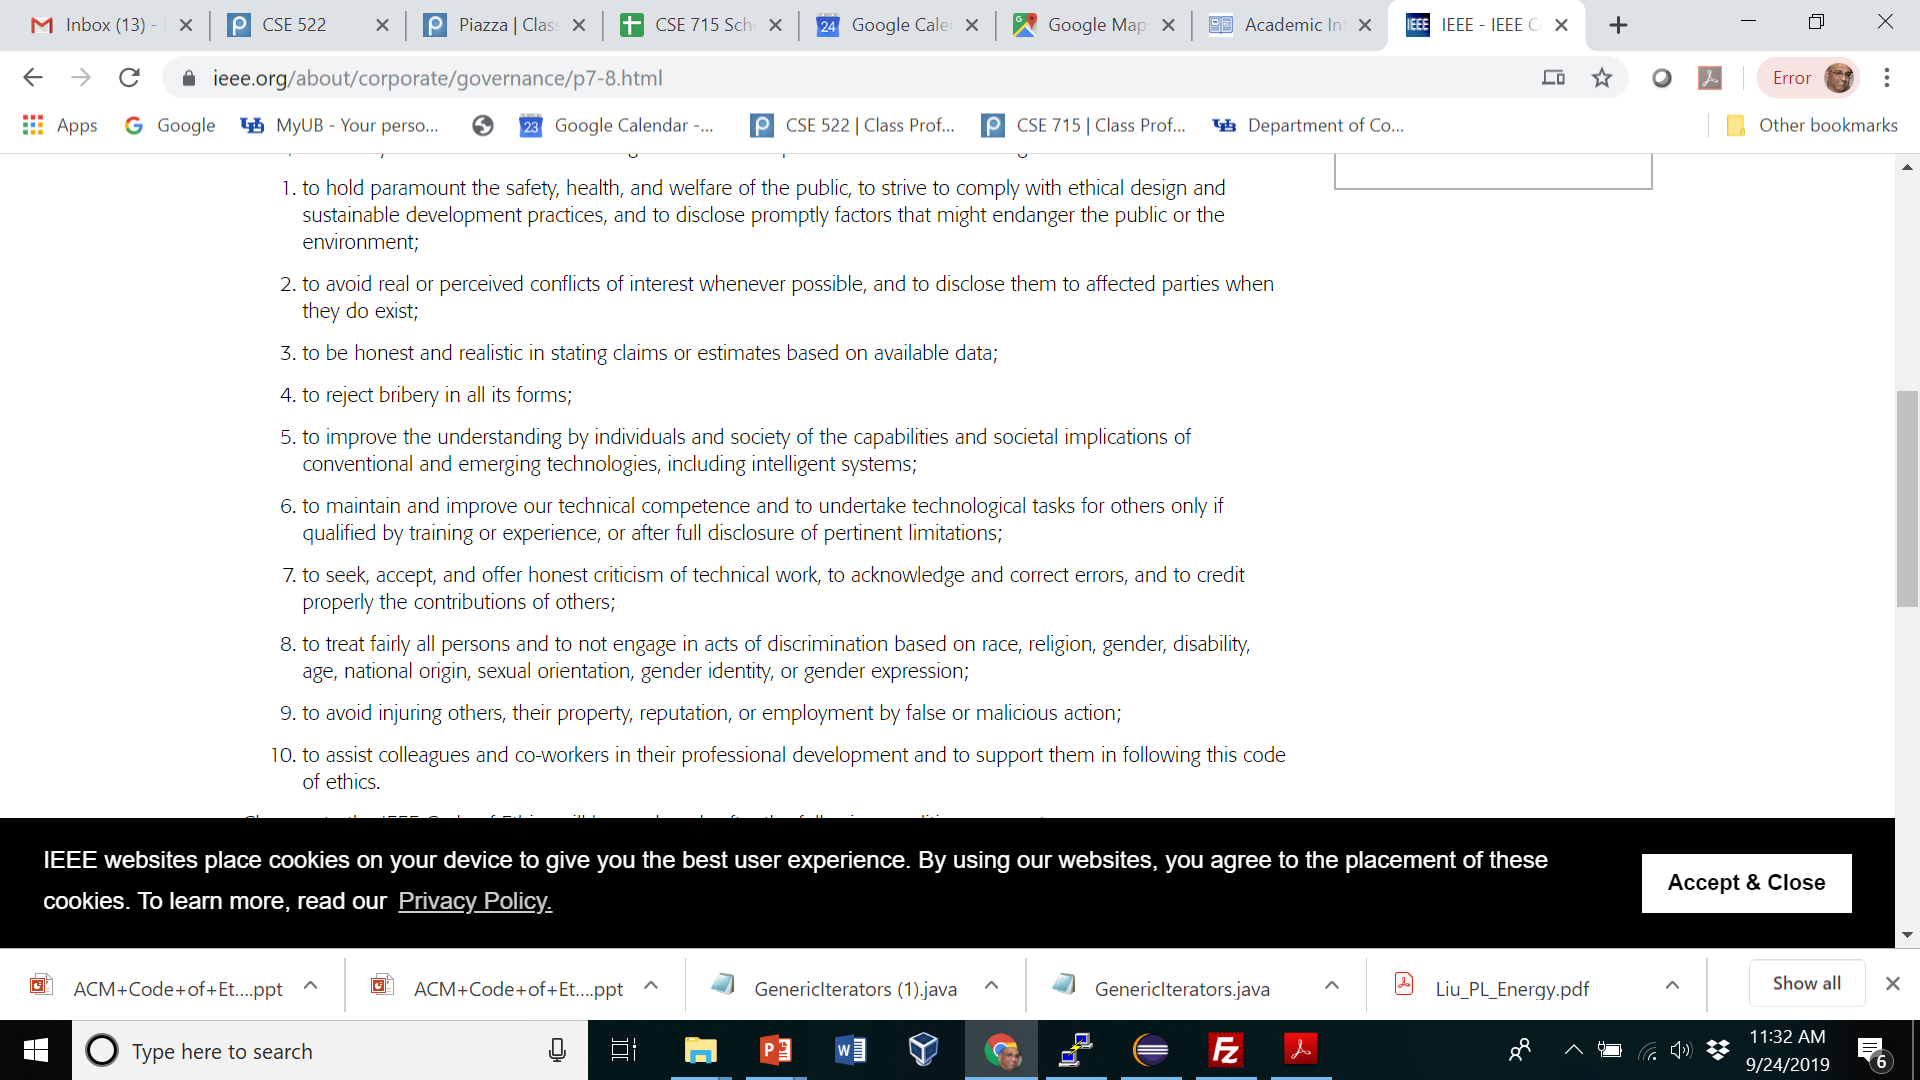 Inbox (13) -
CSE 522
Piazza | Clas
CSE 715 Sch
24 Google Cale
Google Map
Academic In
IEEE IEEE - IEEE C
ieee.org/about/corporate/governance/p7-8.html
Error
Apps
Google
MyUB - Your perso...
23 Google Calendar -...
CSE 522 | Class Prof...
CSE 715 | Class Prof...
Department of Co...
Other bookmarks
1. to hold paramount the safety, health, and welfare of the public, to strive to comply with ethical design and
sustainable development practices, and to disclose promptly factors that might endanger the public or the
environment;
2. to avoid real or perceived conflicts of interest whenever possible, and to disclose them to affected parties when
they do exist;
3. to be honest and realistic in stating claims or estimates based on available data;
4. to reject bribery in all its forms;
5. to improve the understanding by individuals and society of the capabilities and societal implications of
conventional and emerging technologies, including intelligent systems;
6. to maintain and improve our technical competence and to undertake technological tasks for others only if
qualified by training or experience, or after full disclosure of pertinent limitations;
7. to seek, accept, and offer honest criticism of technical work, to acknowledge and correct errors, and to credit
properly the contributions of others;
8. to treat fairly all persons and to not engage in acts of discrimination based on race, religion, gender, disability,
age, national origin, sexual orientation, gender identity, or gender expression;
9. to avoid injuring others, their property, reputation, or employment by false or malicious action;
10. to assist colleagues and co-workers in their professional development and to support them in following this code
of ethics.
IEEE websites place cookies on your device to give you the best user experience. By using our websites, you agree to the placement of these
cookies. To learn more, read our Privacy Policy.
Accept & Close
ACM+Code+of+Et....ppt
ACM+Code+of+Et....ppt
GenericIterators (1).java
GenericIterators.java
Liu_PL_Energy.pdf
Show all
Type here to search
11:32 AM
9/24/2019
6